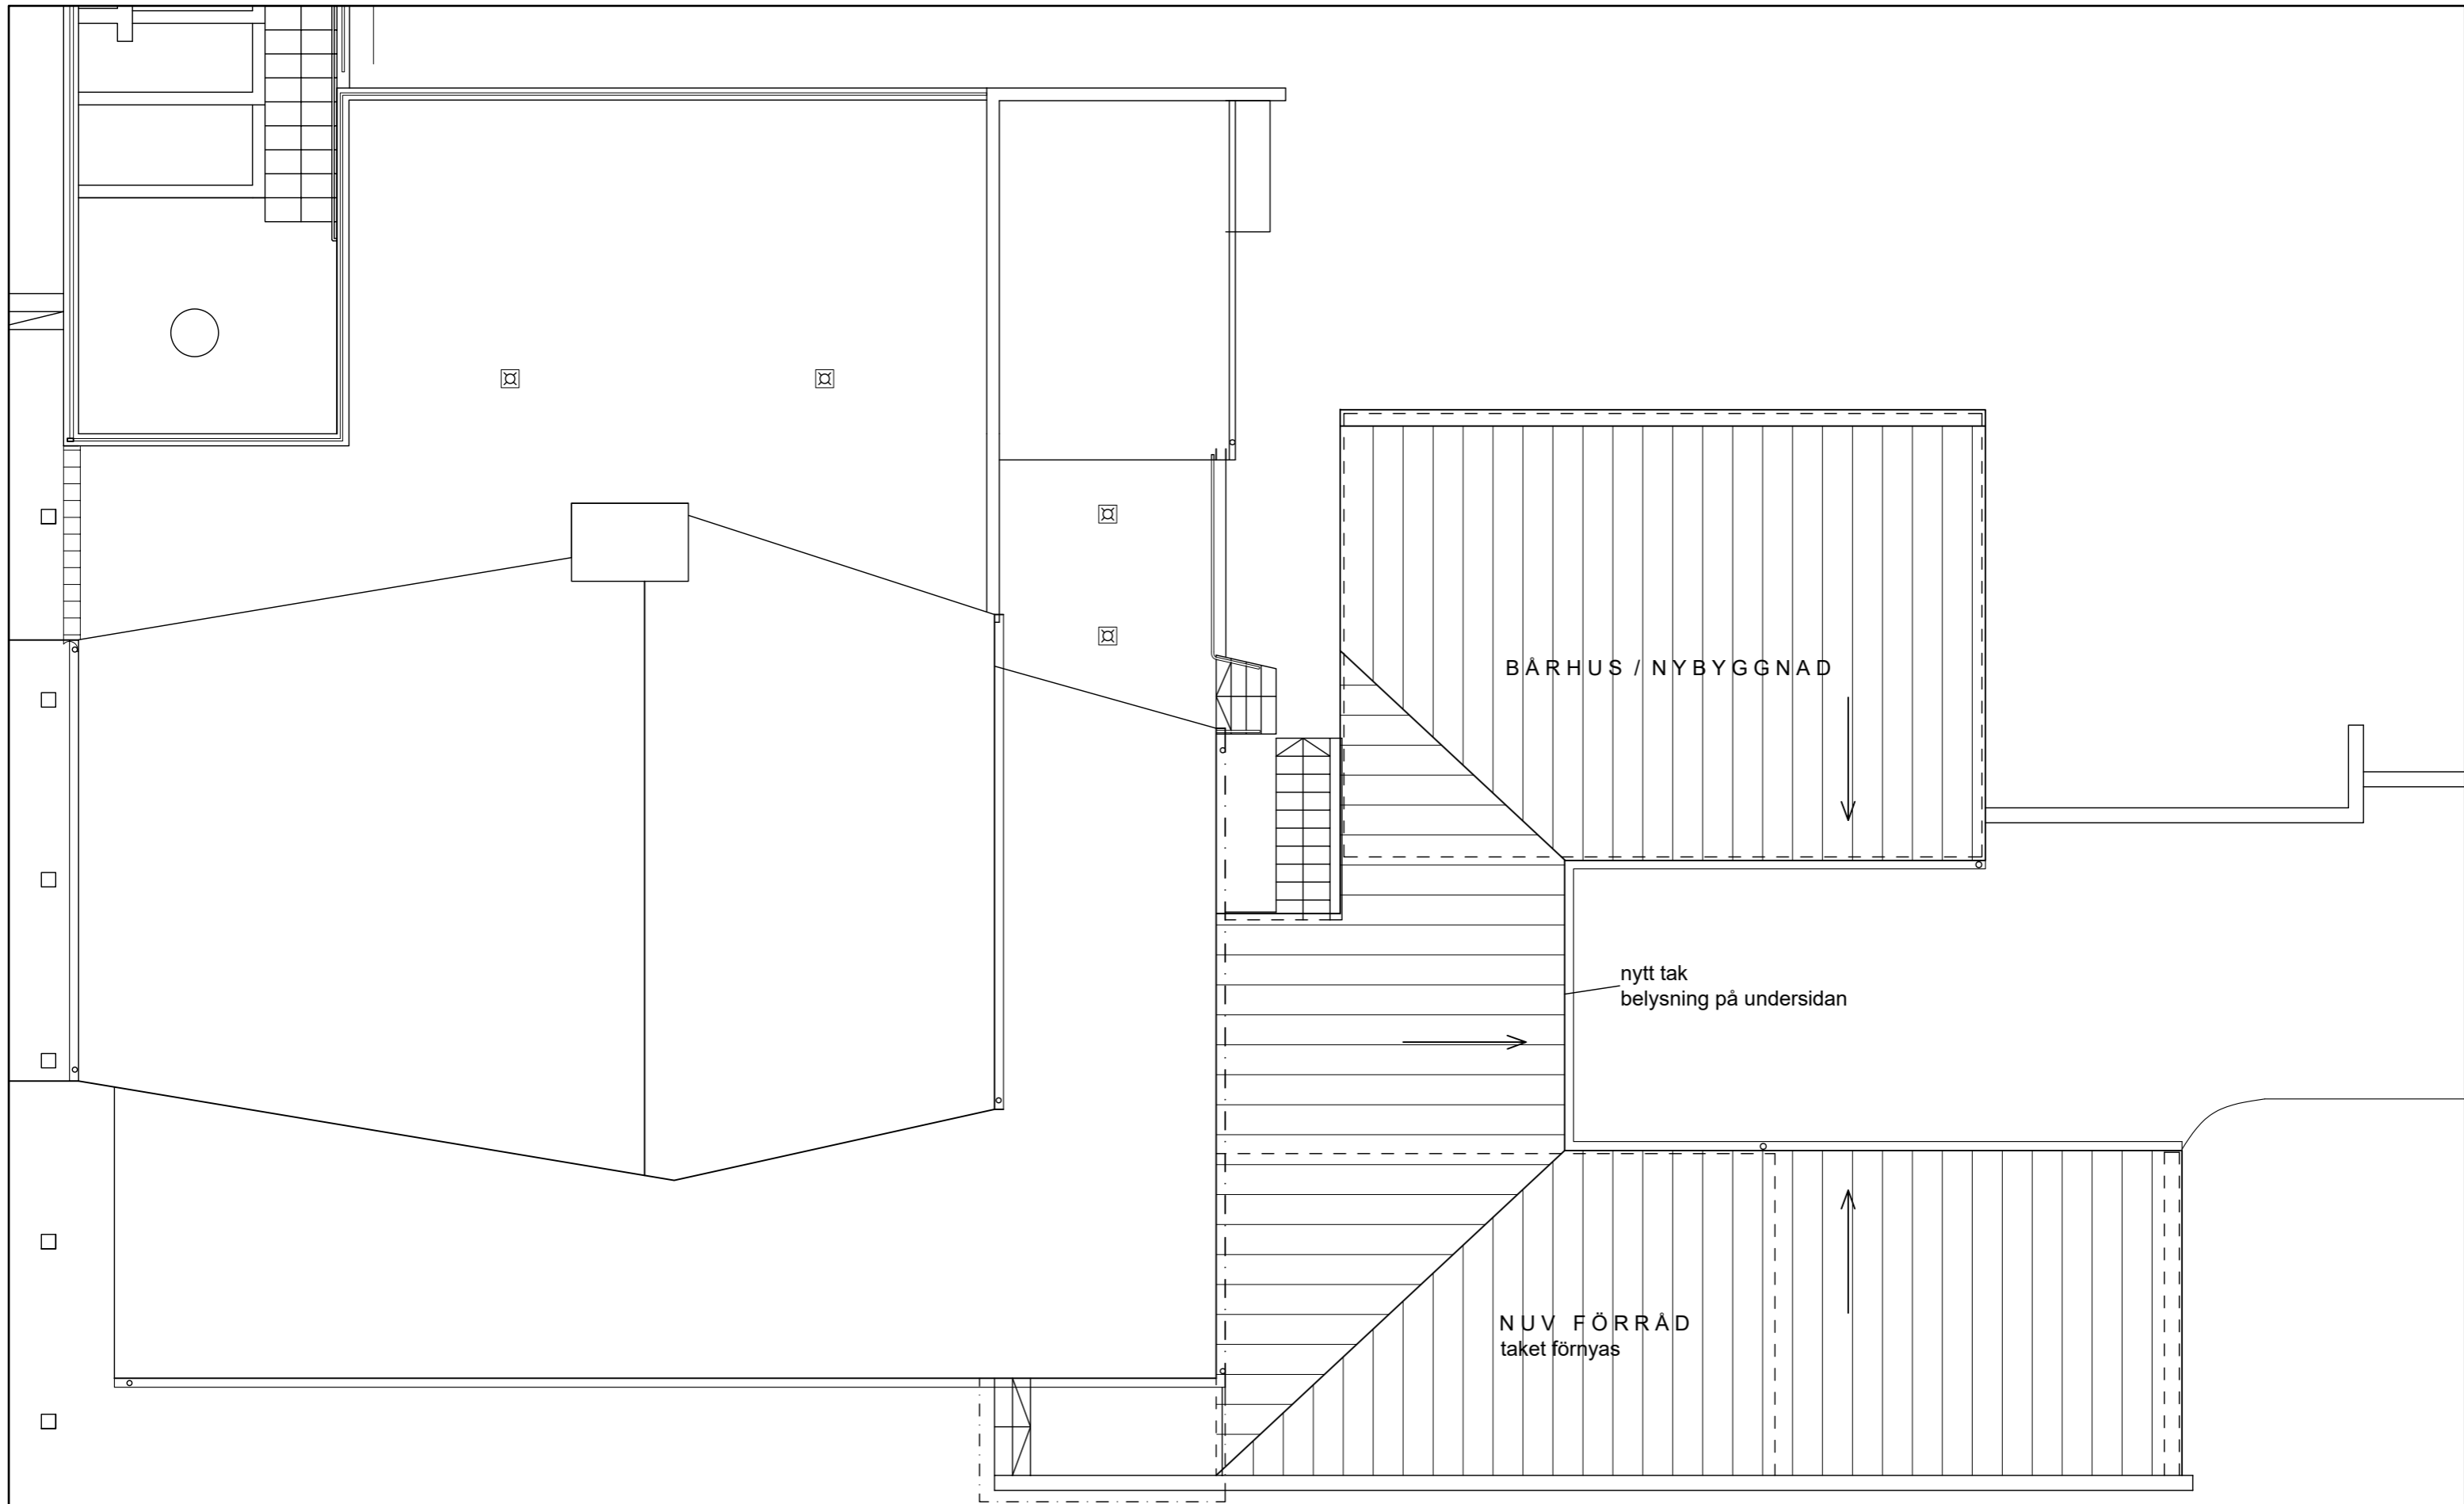 BÅRHUS / NYBYGGNAD
nytt tak
belysning på undersidan
NUV FÖRRÅD
taket förnyas